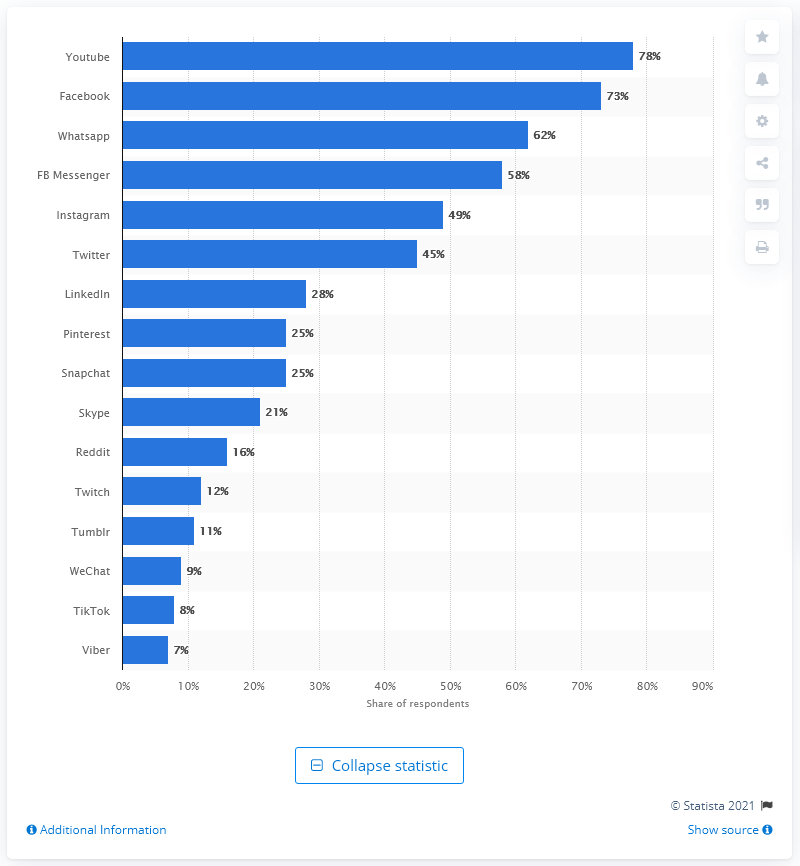 Youtube 78%
Facebook 73%
Whatsapp 62%
FB Messenger 58%
Instagram 49%
Twitter 45%
LinkedIn 28%
Pinterest 25%
Snapchat 25%
Skype 21%
Reddit 16%
Twitch 12%
Tumblr 11%
WeChat 9%
TikTok 8%
Viber 7%
0% 10% 20% 30% 40% 50% 60% 70% 80% 90%
Share of respondents
Collapse statistic
© Statista 2021
Additional Information Show source